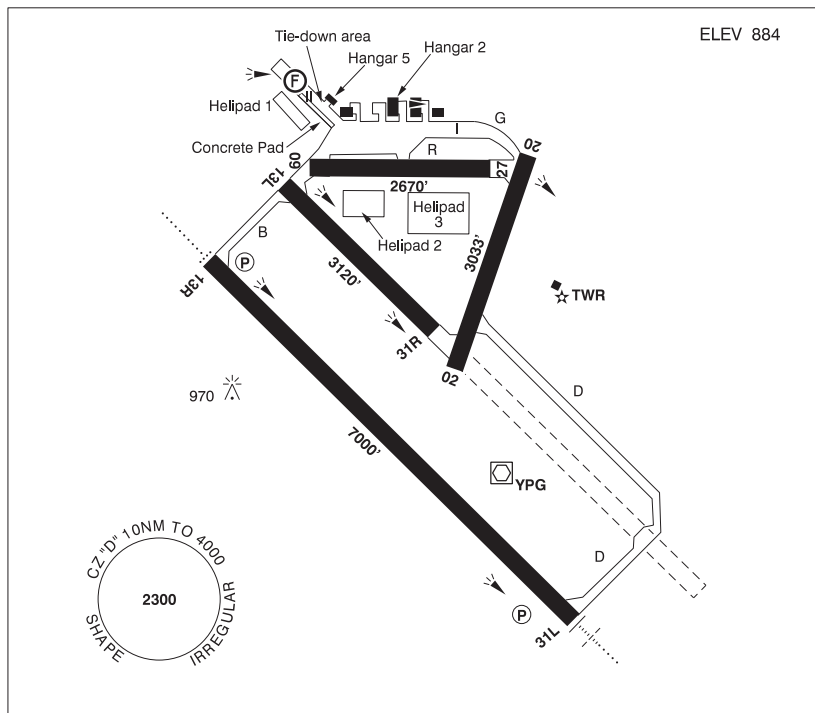 ELEV 884
Tie-down area
Hangar 5
Hangar 2
F
Helipad 1
Concrete Pad
G
I
R
20
09
27
13L
2670'
Helipad
3
Helipad 2
B
3120'
3033'
P
13R
TWR
31R
02
D
970
7000'
YPG
D
CZ "D" 10NM TO 4000
2300
IRREGULAR
SHAPE
P
31L